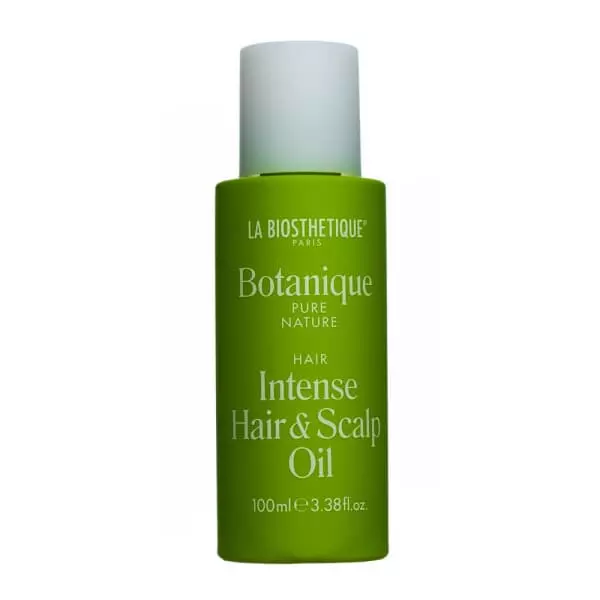 LA BIOSTHETIQUE®
PARIS
Botanique
PURE
NATURE
HAIR
Intense
Hair & Scalp
Oil
100ml ℮ 3.38fl.oz.